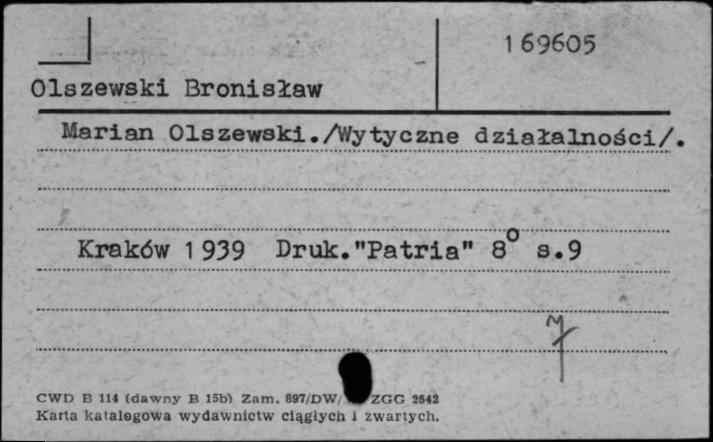 169605
Olszewski Bronisław
Marian Olszewski./Wytyczne działalności/.
Kraków 1939 Druk."Patria" 8° s.9
CWD B 114 (dawny B 15b) Zam. 897/DW/ ZGG 2542
Karta katalogowa wydawnictw ciągłych i zwartych.